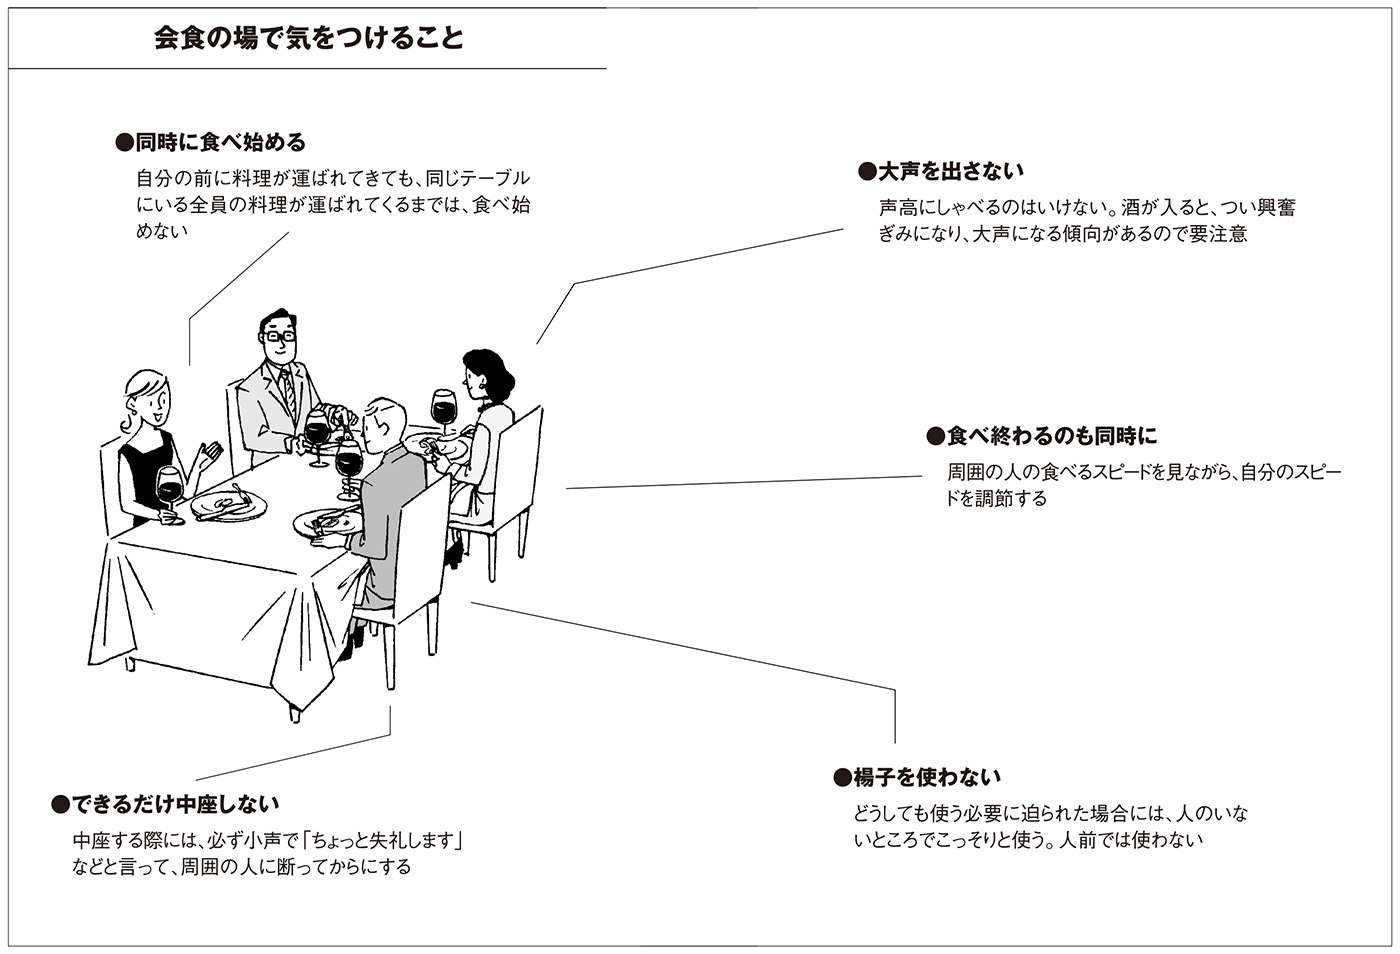 会食の場で気をつけること
●同時に食べ始める
自分の前に料理が運ばれてきても、同じテーブル
にいる全員の料理が運ばれてくるまでは、食べ始
めない
●大声を出さない
声高にしゃべるのはいけない。酒が入ると、つい興奮
ぎみになり、大声になる傾向があるので要注意
●食べ終わるのも同時に
周囲の人の食べるスピードを見ながら、自分のスピー
ドを調節する
●楊子を使わない
どうしても使う必要に迫られた場合には、人のいな
いところでこっそりと使う。人前では使わない
●できるだけ中座しない
中座する際には、必ず小声で「ちょっと失礼します」
などと言って、周囲の人に断ってからにする